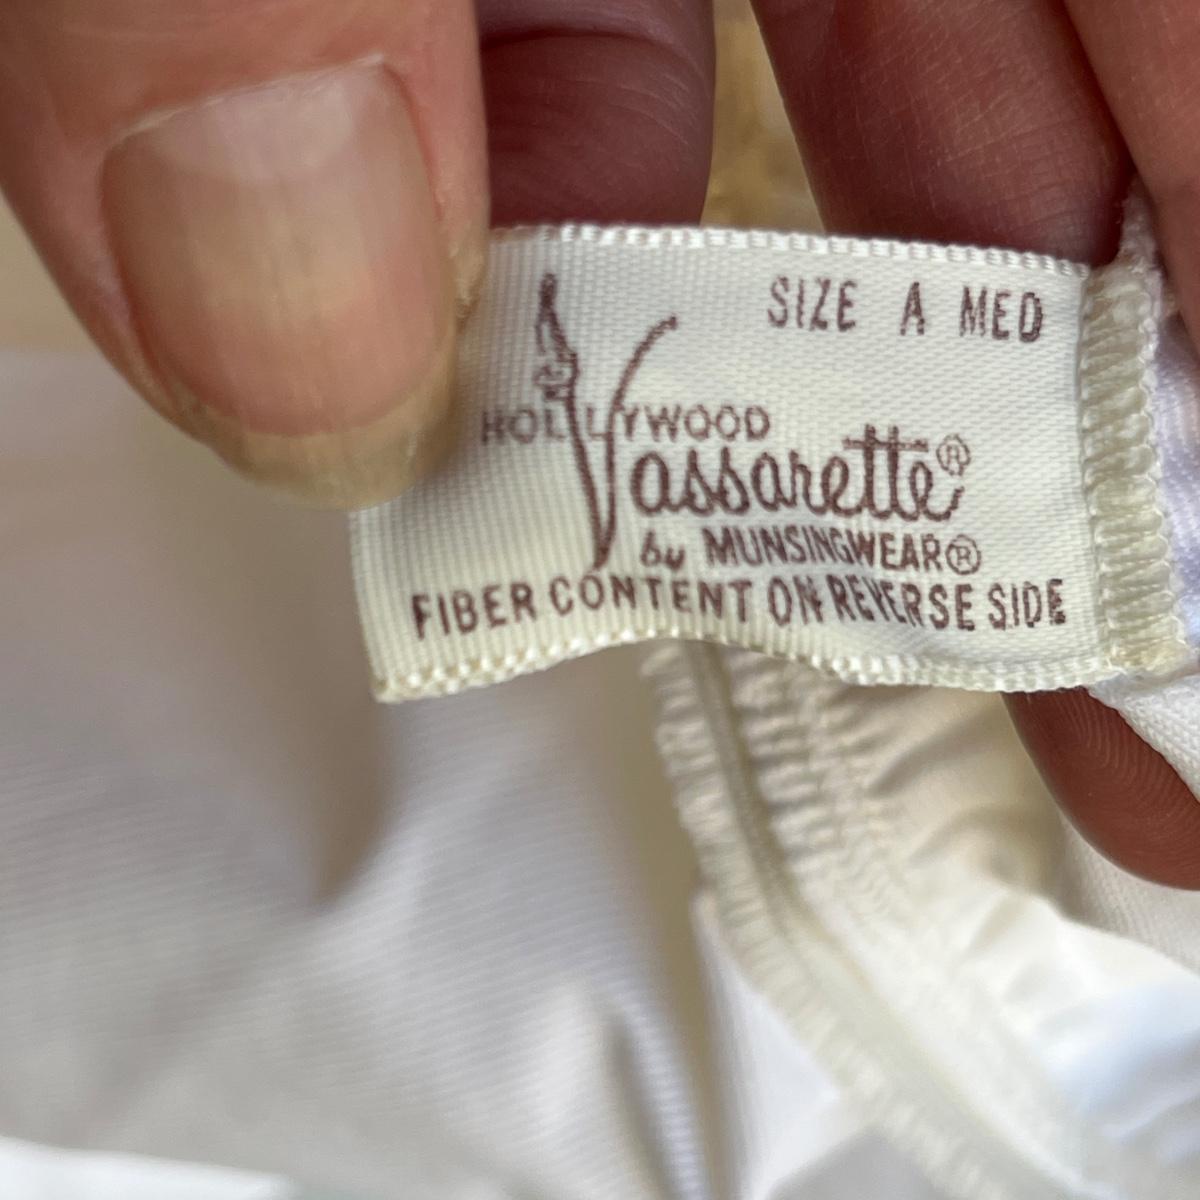 SIZE A MED
HOLLYWOOD
Vassarette®
by MUNSINGWEAR®
FIBER CONTENT ON REVERSE SIDE